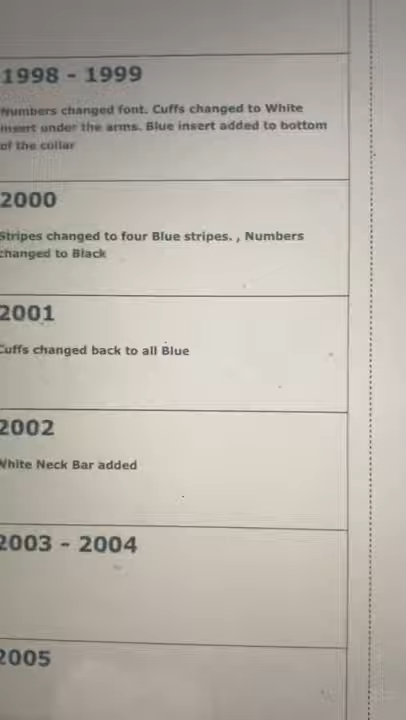 1998 - 1999
Numbers changed font. Cuffs changed to White
insert under the arms. Blue insert added to bottom
of the collar
2000
Stripes changed to four Blue stripes. , Numbers
changed to Black
2001
Cuffs changed back to all Blue
2002
White Neck Bar added
2003 - 2004
2005